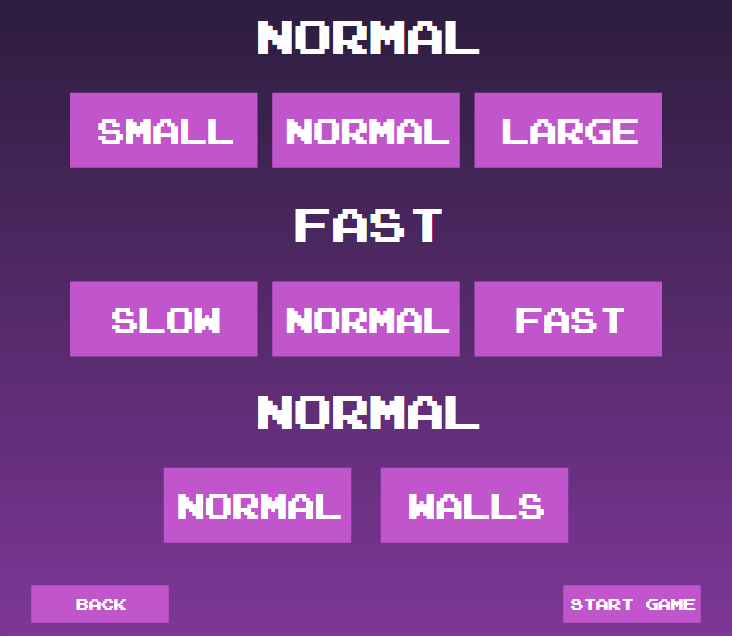 NORMAL
SMALL NORMAL LARGE
FAST
SLOW NORMAL FAST
NORMAL
NORMAL WALLS
BACK START GAME